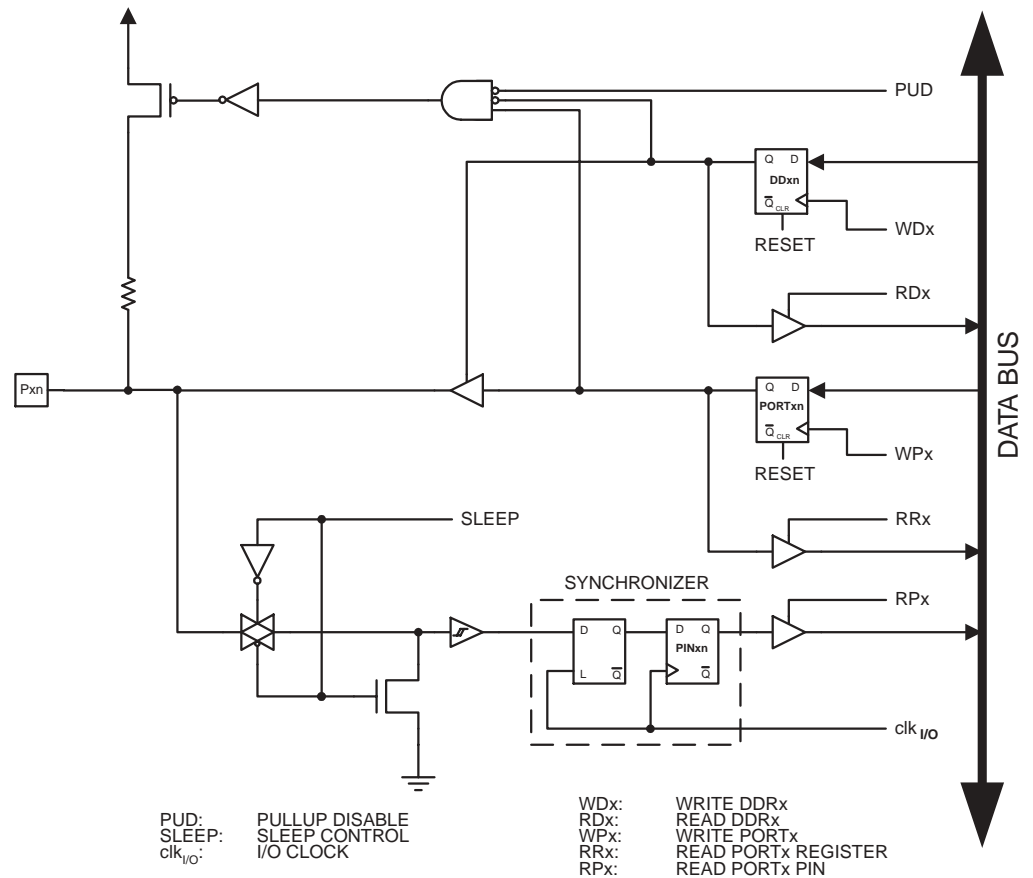 PUD
Q D
DDxn
Q
CLR
WDx
RESET
RDx
Pxn
Q D
PORTxn
Q
CLR
WPx
RESET
DATA BUS
SLEEP
RRx
SYNCHRONIZER
RPx
D Q
L Q
D Q
PINxn
Q
clk I/O
PUD: PULLUP DISABLE
SLEEP: SLEEP CONTROL
clkI/O: I/O CLOCK
WDx: WRITE DDRx
RDx: READ DDRx
WPx: WRITE PORTx
RRx: READ PORTx REGISTER
RPx: READ PORTx PIN